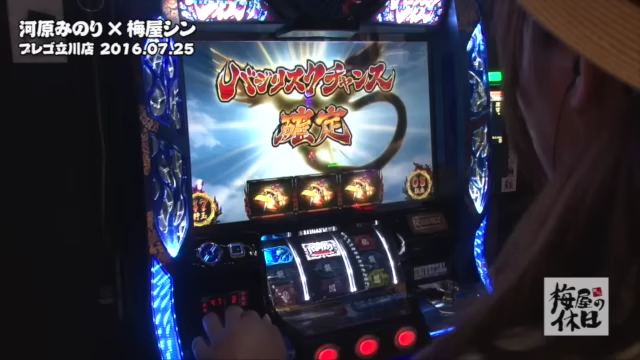 河原みのり×梅屋シン
プレゴ立川店 2016.07.25
バジリスクチャンス
確定
梅屋の
休日